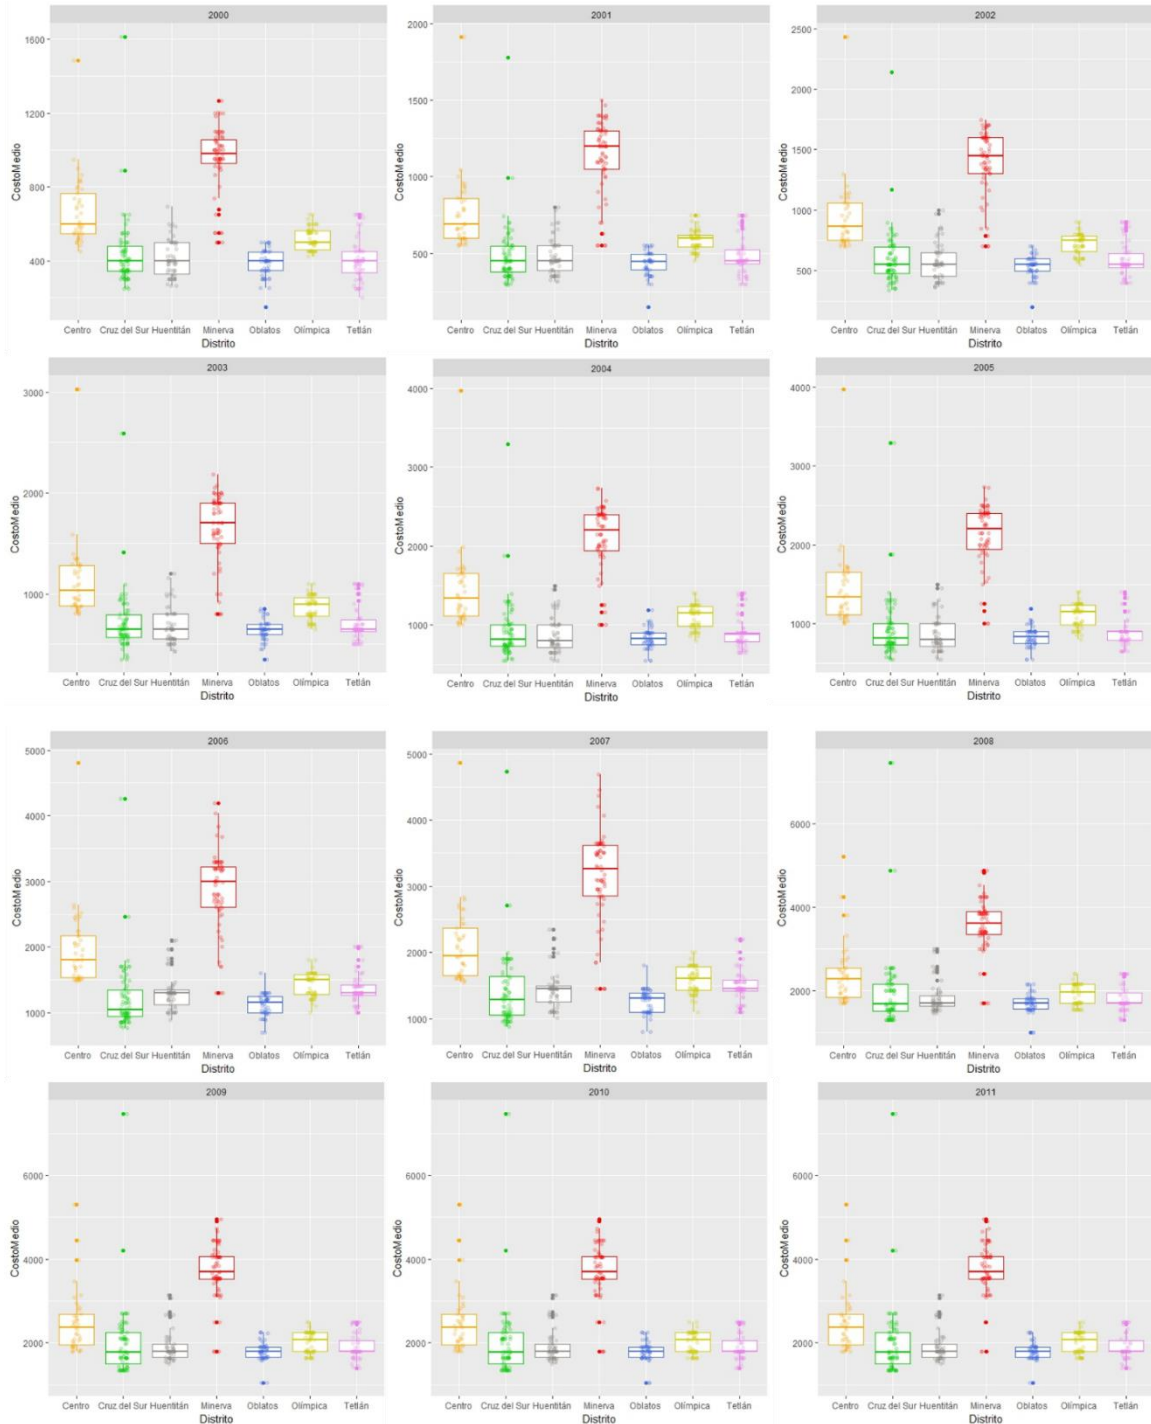 2000 2001 2002
CostoMedio CostoMedio CostoMedio
1600 2000 2500
1200 1500 2000
800 1000 1500
400 500 1000
500
Centro Cruz del Sur Huentitán Minerva Oblatos Olímpica Tetlán
Distrito
Centro Cruz del Sur Huentitán Minerva Oblatos Olímpica Tetlán
Distrito
Centro Cruz del Sur Huentitán Minerva Oblatos Olímpica Tetlán
Distrito
2003 2004 2005
CostoMedio CostoMedio CostoMedio
3000 4000 4000
2000 3000 3000
1000 2000 2000
1000 1000
Centro Cruz del Sur Huentitán Minerva Oblatos Olímpica Tetlán
Distrito
Centro Cruz del Sur Huentitán Minerva Oblatos Olímpica Tetlán
Distrito
Centro Cruz del Sur Huentitán Minerva Oblatos Olímpica Tetlán
Distrito
2006 2007 2008
CostoMedio CostoMedio CostoMedio
5000 5000 6000
4000 4000 4000
3000 3000 2000
2000 2000
1000 1000
Centro Cruz del Sur Huentitán Minerva Oblatos Olímpica Tetlán
Distrito
Centro Cruz del Sur Huentitán Minerva Oblatos Olímpica Tetlán
Distrito
Centro Cruz del Sur Huentitán Minerva Oblatos Olímpica Tetlán
Distrito
2009 2010 2011
CostoMedio CostoMedio CostoMedio
6000 6000 6000
4000 4000 4000
2000 2000 2000
Centro Cruz del Sur Huentitán Minerva Oblatos Olímpica Tetlán
Distrito
Centro Cruz del Sur Huentitán Minerva Oblatos Olímpica Tetlán
Distrito
Centro Cruz del Sur Huentitán Minerva Oblatos Olímpica Tetlán
Distrito